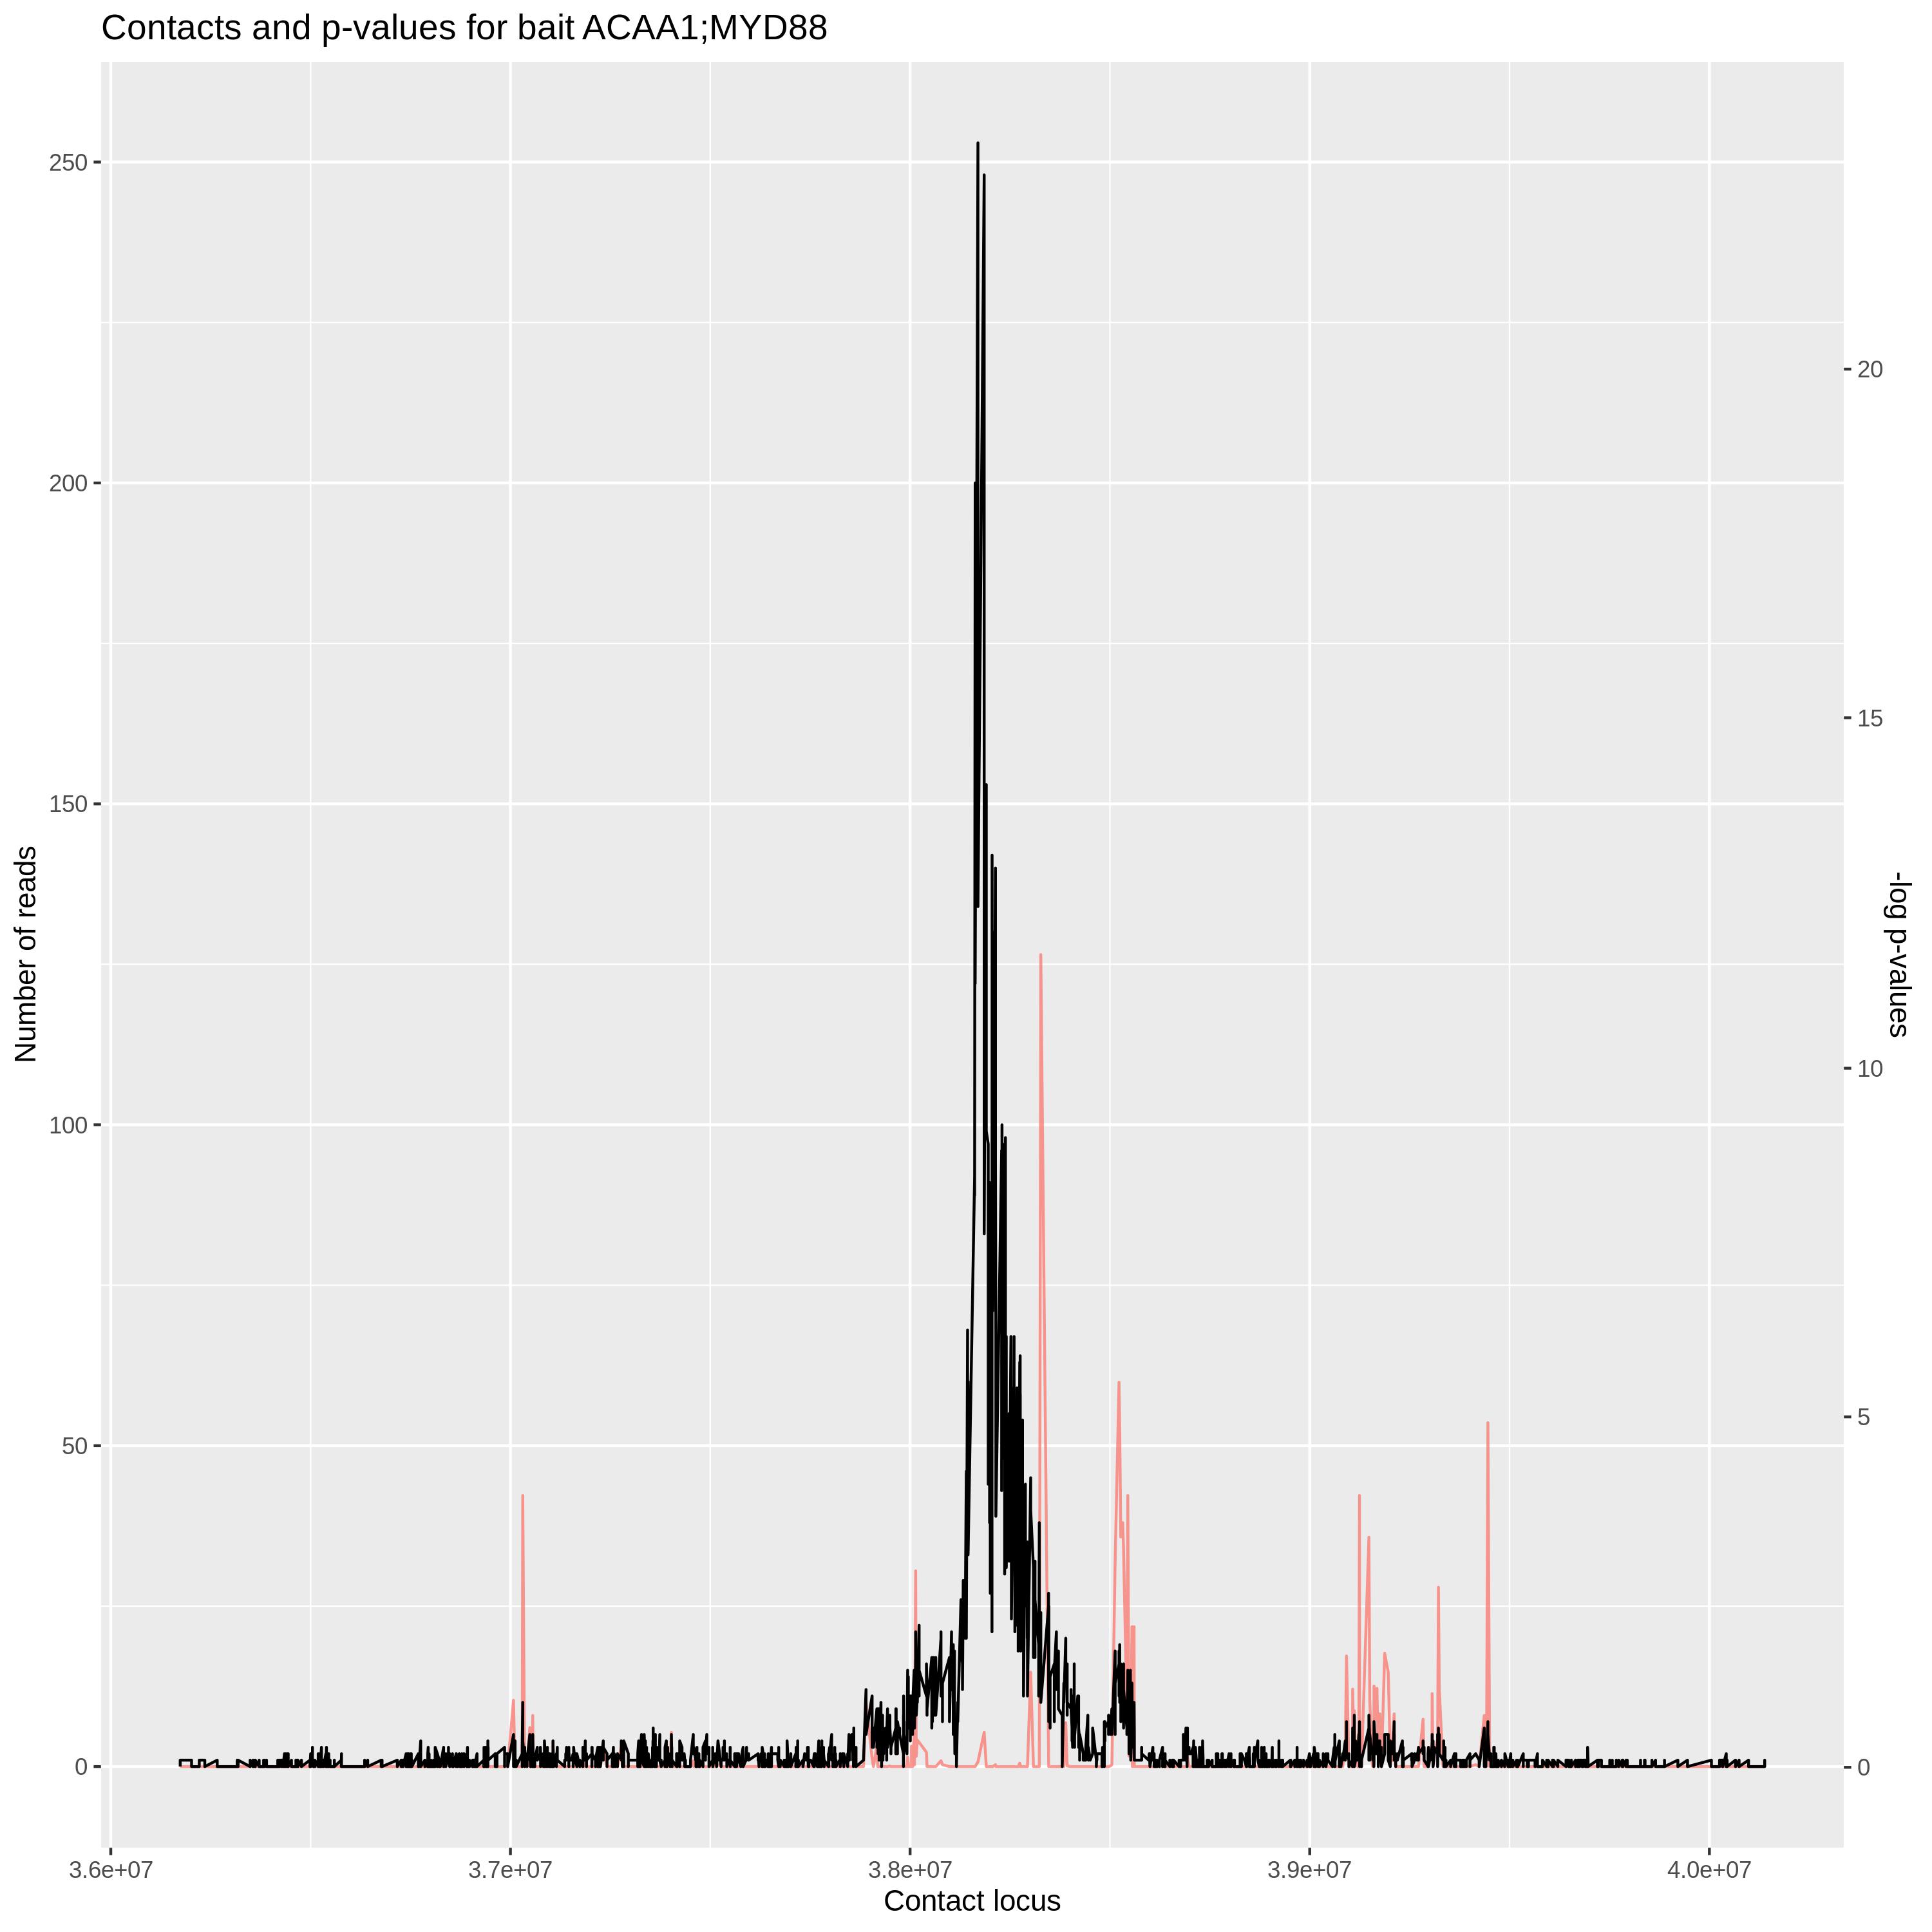 Contacts and p-values for bait ACAA1;MYD88
250
200
150
100
50
0
Number of reads
20
15
10
5
0
-log p-values
3.6e+07
3.7e+07
3.8e+07
3.9e+07
4.0e+07
Contact locus